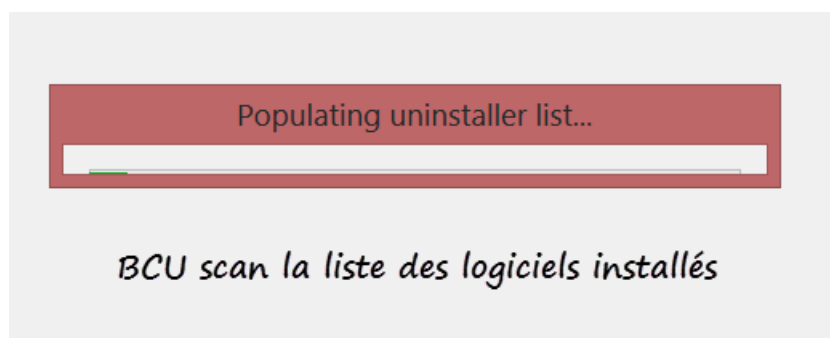 Populating uninstaller list...
BCU scan la liste des logiciels installés